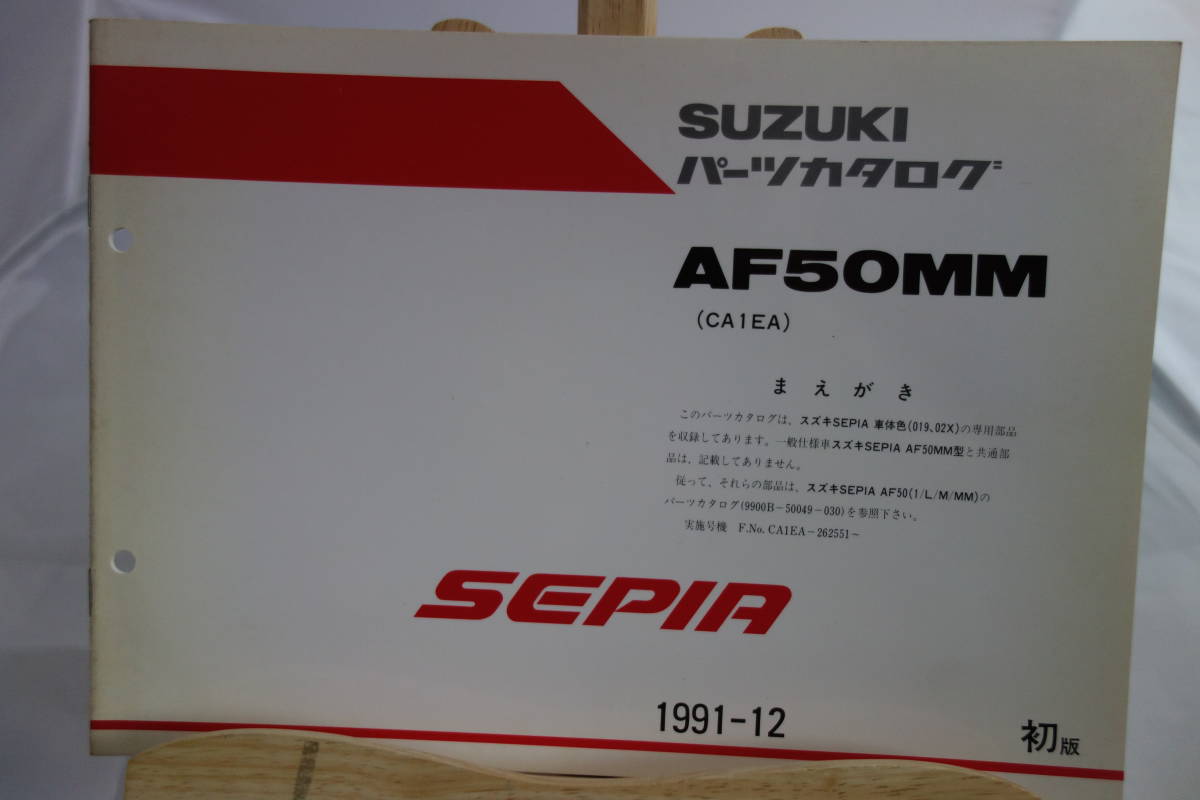 SUZUKI
パーツカタログ
AF50MM
(CA1EA)
まえがき
このパーツカタログは、スズキSEPIA 車体色(019、02X)の専用部品
を収録してあります。一般仕様車スズキSEPIA AF50MM型と共通部
品は、記載してありません。
従って、それらの部品は、スズキSEPIA AF50(1/L/M/MM)の
パーツカタログ(9900B-50049-030)を参照下さい。
実施号機 F.No. CA1EA-262551~
SEPIA
1991-12
初版